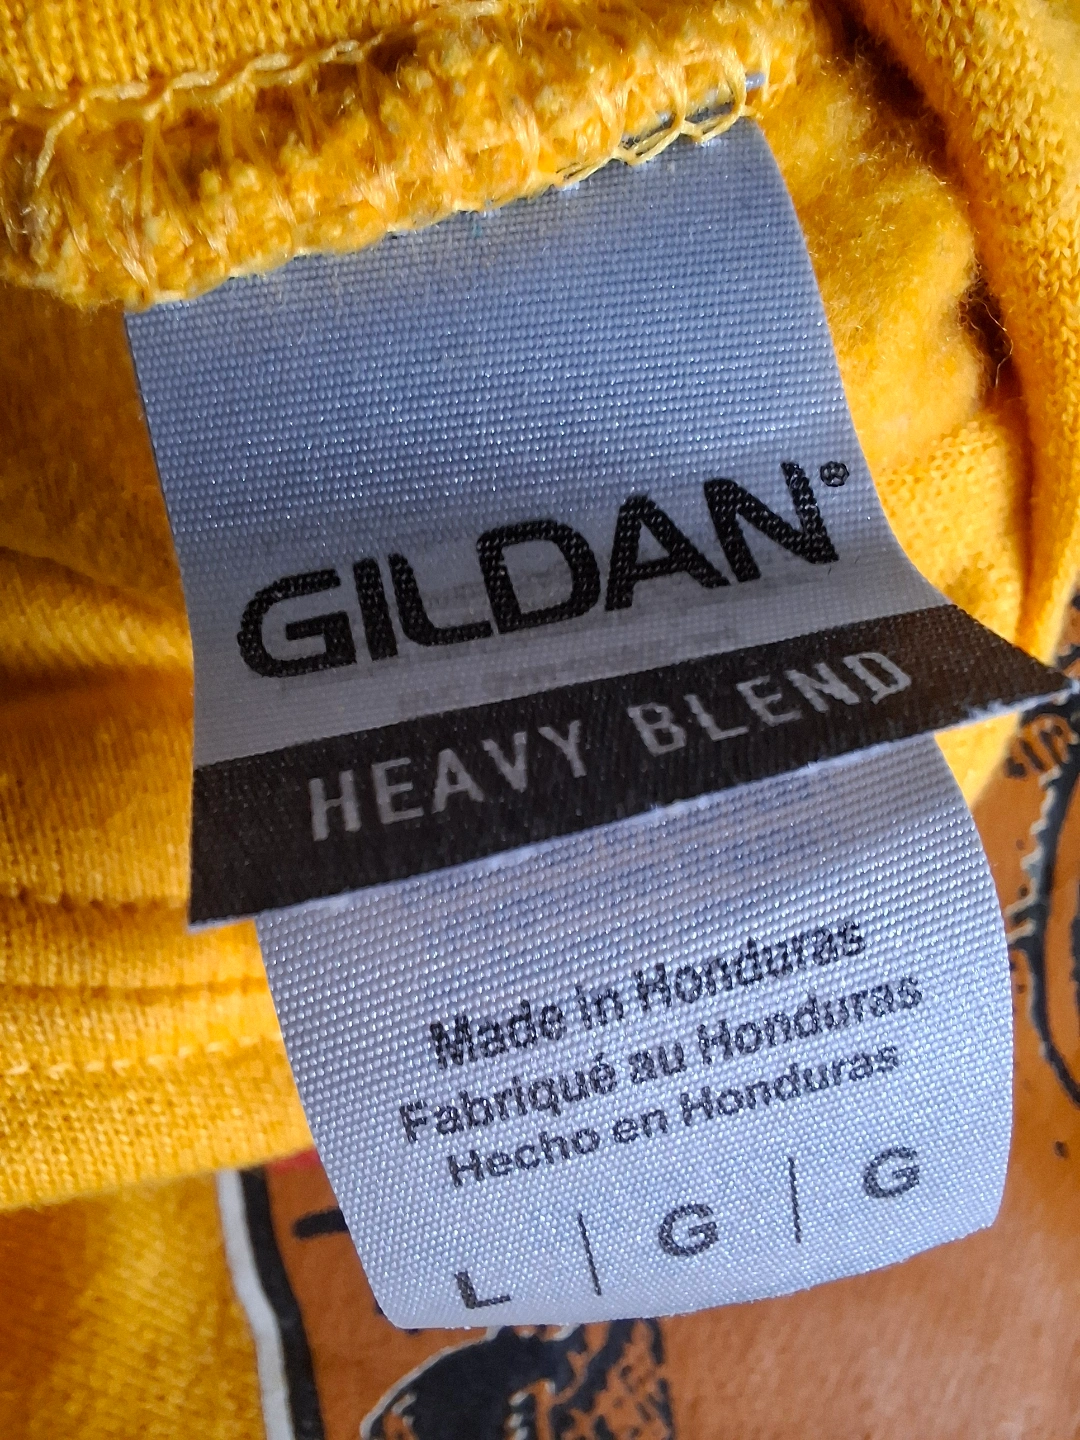 GILDAN®
HEAVY BLEND
Made in Honduras
Fabriqué au Honduras
Hecho en Honduras
L | G | G